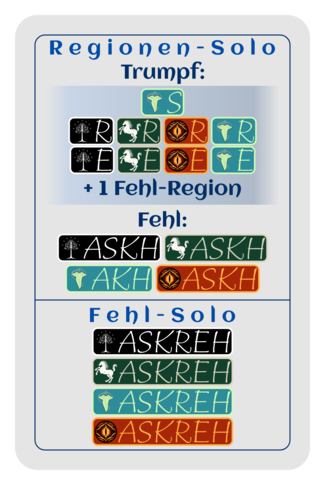 Regionen-Solo
Trumpf:
S
R R R R
E E E E
+ 1 Fehl-Region
Fehl:
ASKH ASKH
AKH ASKH
Fehl-Solo
ASKREH
ASKREH
ASKREH
ASKREH